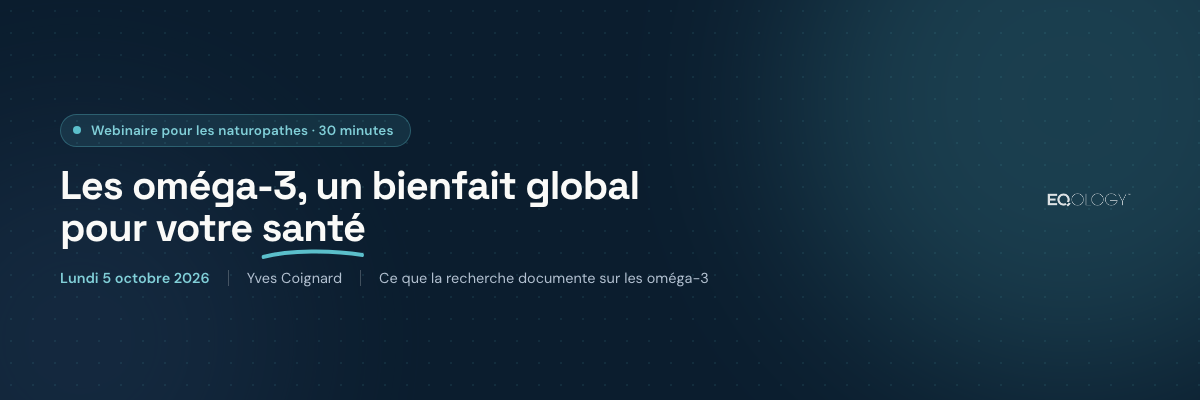 Webinaire pour les naturopathes · 30 minutes
Les oméga-3, un bienfait global
pour votre santé
Lundi 5 octobre 2026 | Yves Coignard | Ce que la recherche documente sur les oméga-3
EQOLOGY